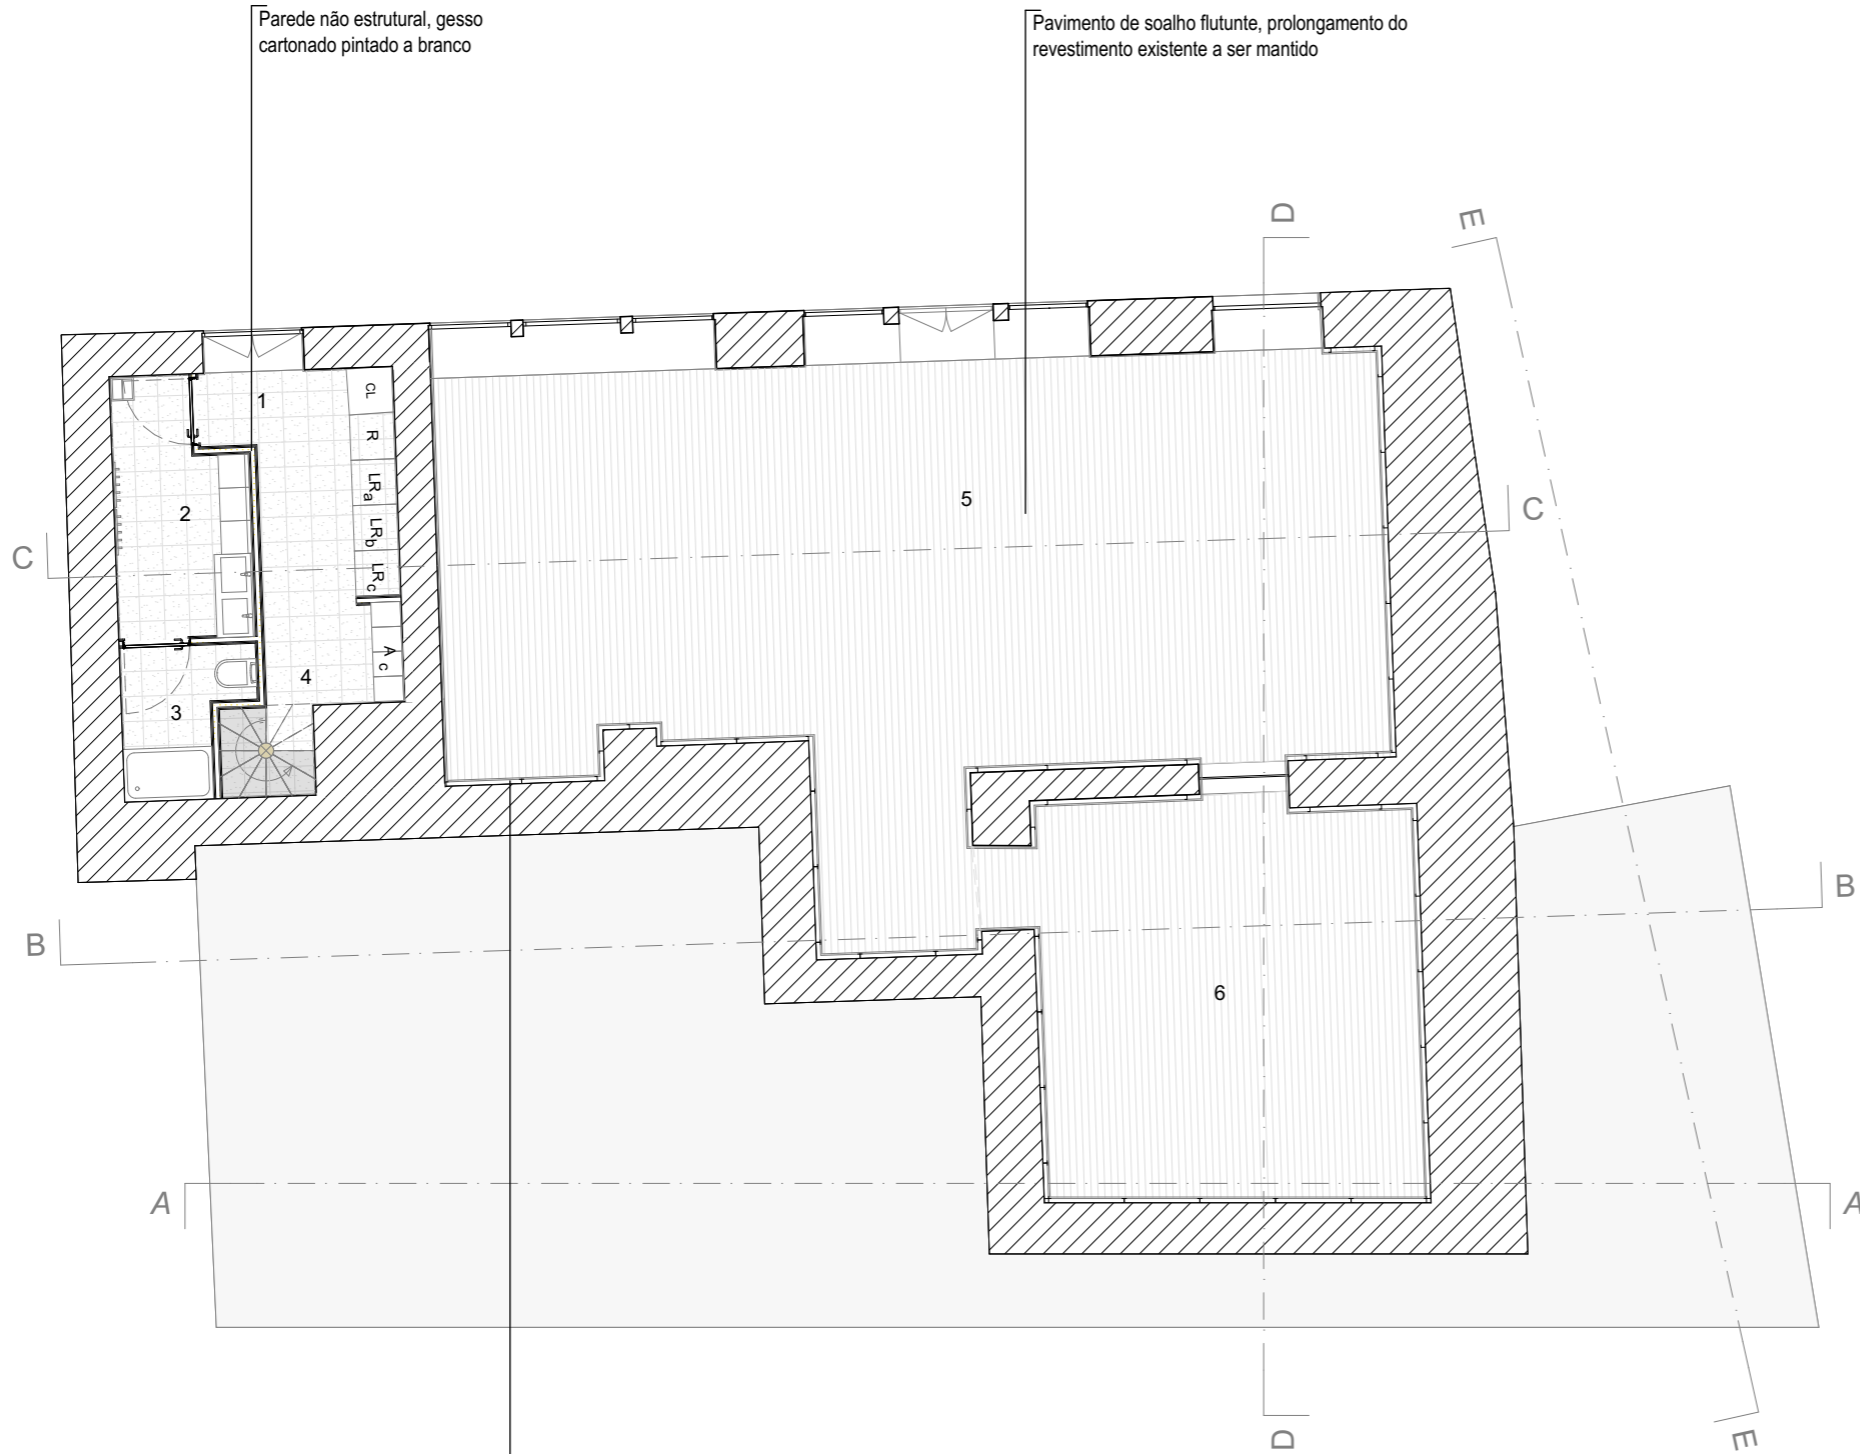 Parede não estrutural, gesso
cartonado pintado a branco
Pavimento de soalho flutunte, prolongamento do
revestimento existente a ser mantido
D
E
1
CL
R
LRa
LRb
LRc
2
5
C
C
Ac
4
3
B
B
6
A
A
D
E